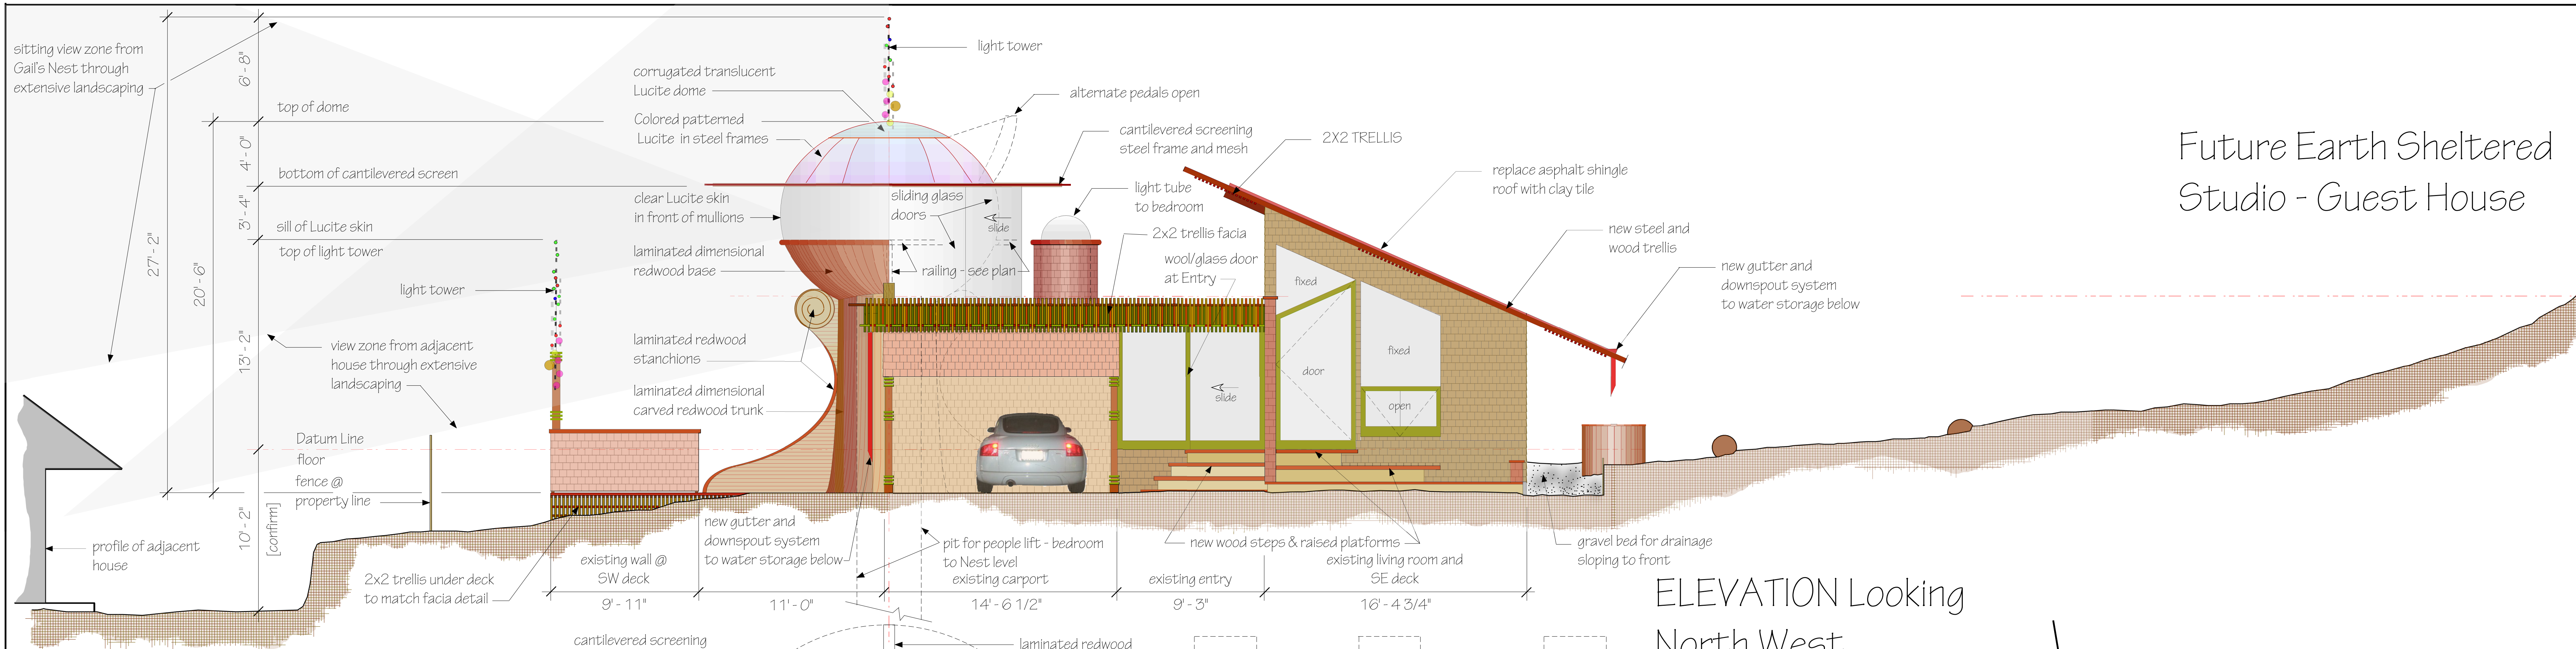 sitting view zone from
Gail's Nest through
extensive landscaping
6' - 8"
top of dome
4' - 0"
bottom of cantilevered screen
3' - 4"
sill of Lucite skin
top of light tower
27' - 2"
20' - 6"
13' - 2"
light tower
view zone from adjacent
house through extensive
landscaping
Datum Line
floor
fence @
property line
10' - 2"
[confirm]
profile of adjacent
house
2x2 trellis under deck
to match facia detail
corrugated translucent
Lucite dome
Colored patterned
Lucite in steel frames
clear Lucite skin
in front of mullions
laminated dimensional
redwood base
laminated redwood
stanchions
laminated dimensional
carved redwood trunk
light tower
alternate pedals open
cantilevered screening
steel frame and mesh
sliding glass
doors
slide
light tube
to bedroom
railing - see plan
2x2 trellis facia
wool/glass door
at Entry
2X2 TRELLIS
replace asphalt shingle
roof with clay tile
new steel and
wood trellis
new gutter and
downspout system
to water storage below
fixed
fixed
door
open
slide
new gutter and
downspout system
to water storage below
pit for people lift - bedroom
to Nest level
new wood steps & raised platforms
gravel bed for drainage
sloping to front
existing wall @
SW deck
existing carport
existing entry
existing living room and
SE deck
9' - 11"
11' - 0"
14' - 6 1/2"
9' - 3"
16' - 4 3/4"
Future Earth Sheltered
Studio - Guest House
ELEVATION Looking
North West
cantilevered screening
laminated redwood